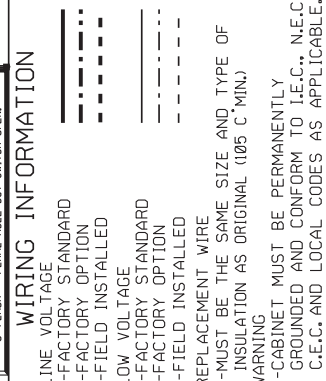 WIRING INFORMATION
INE VOLTAGE
-FACTORY STANDARD
-FACTORY OPTION
-FIELD INSTALLED
OW VOLTAGE
-FACTORY STANDARD
-FACTORY OPTION
-FIELD INSTALLED
REPLACEMENT WIRE
-MUST BE THE SAME SIZE AND TYPE OF
INSULATION AS ORIGINAL (105 C°MIN.)
WARNING
-CABINET MUST BE PERMANENTLY
GROUNDED AND CONFORM TO I.E.C., N.E.C
C.E.C. AND LOCAL CODES AS APPLICABLE.